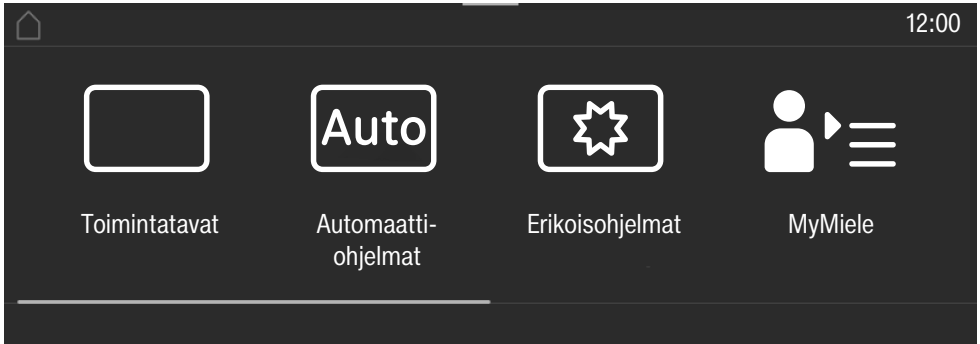 12:00
Auto
Toimintatavat
Automaatti-
ohjelmat
Erikoisohjelmat
MyMiele